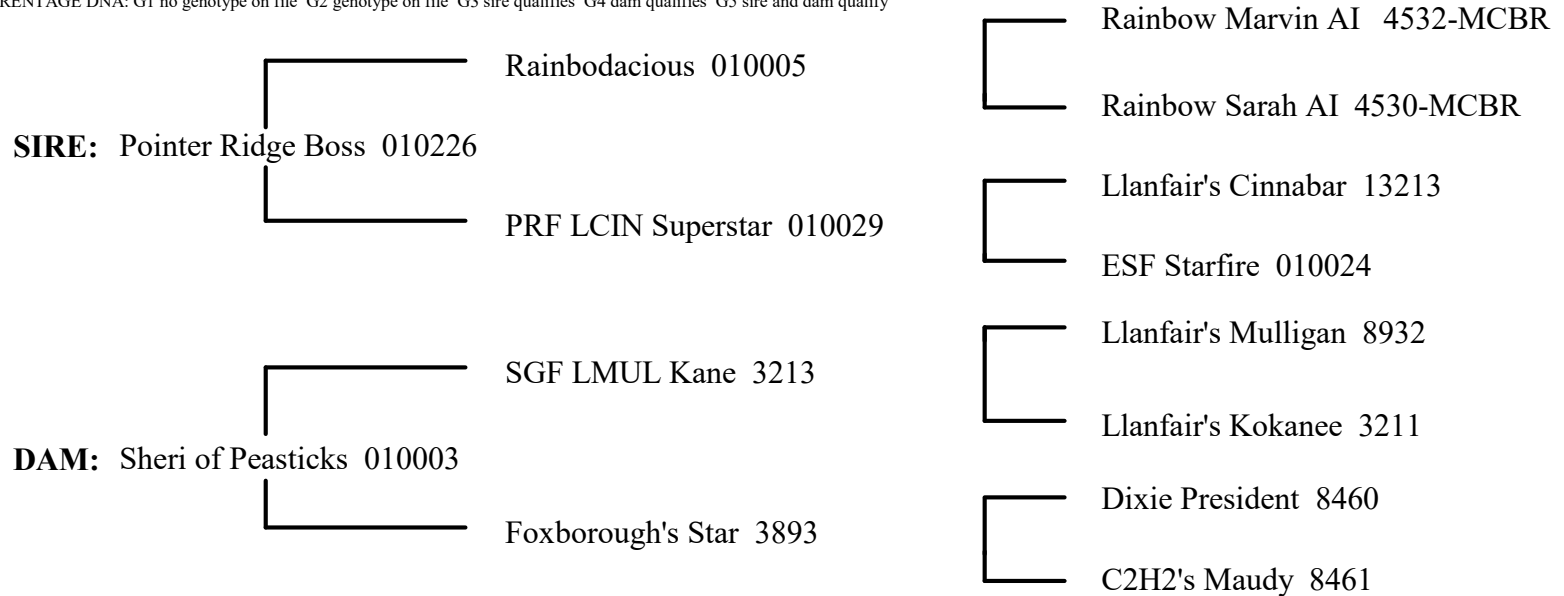 RENTAGE DNA: G1 no genotype on file G2 genotype on file G3 sire qualifies G4 dam qualifies G5 sire and dam qualify
Rainbow Marvin AI 4532-MCBR
Rainbodacious 010005
Rainbow Sarah AI 4530-MCBR
SIRE: Pointer Ridge Boss 010226
Llanfair's Cinnabar 13213
PRF LCIN Superstar 010029
ESF Starfire 010024
Llanfair's Mulligan 8932
SGF LMUL Kane 3213
Llanfair's Kokanee 3211
DAM: Sheri of Peasticks 010003
Dixie President 8460
Foxborough's Star 3893
C2H2's Maudy 8461